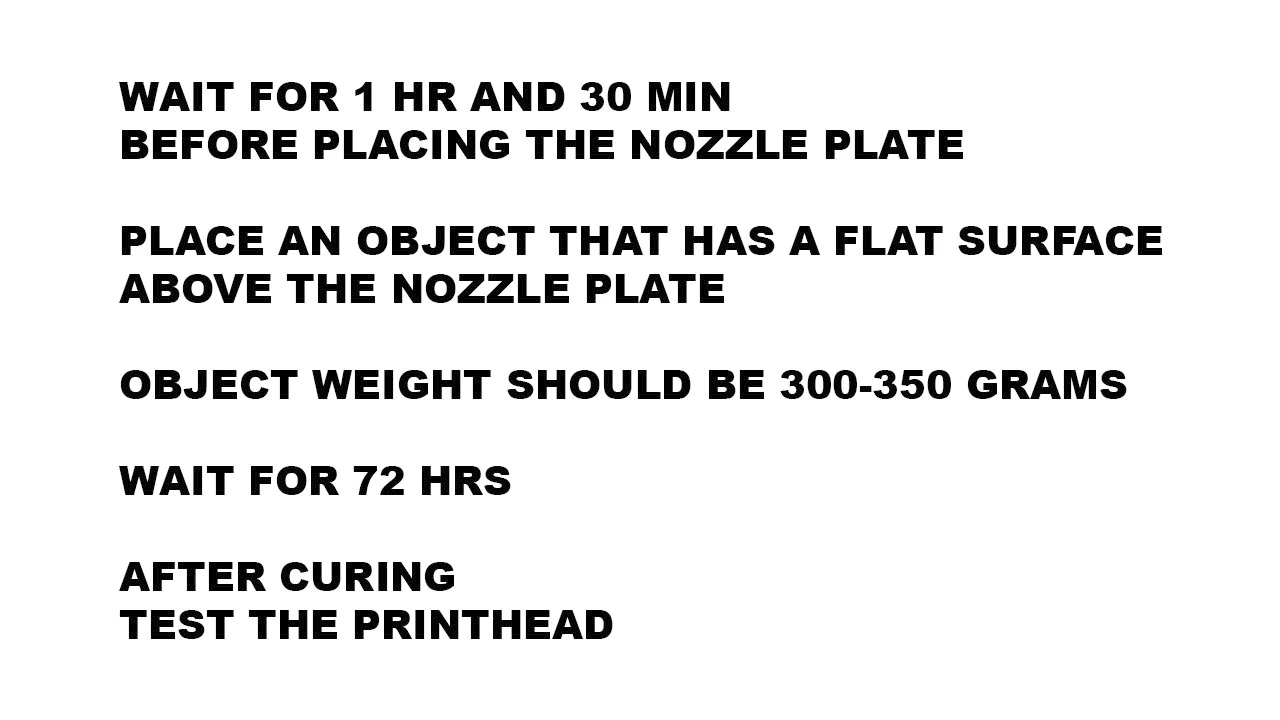 WAIT FOR 1 HR AND 30 MIN
BEFORE PLACING THE NOZZLE PLATE
PLACE AN OBJECT THAT HAS A FLAT SURFACE
ABOVE THE NOZZLE PLATE
OBJECT WEIGHT SHOULD BE 300-350 GRAMS
WAIT FOR 72 HRS
AFTER CURING
TEST THE PRINTHEAD